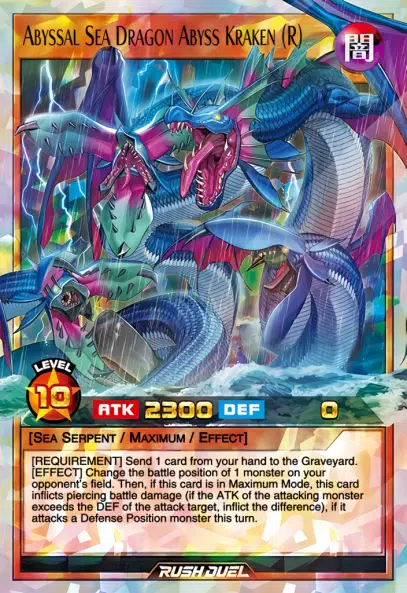 Abyssal Sea Dragon Abyss Kraken (R)
闇
LEVEL
10
ATK 2300 DEF 0
[Sea Serpent / Maximum / Effect]
[REQUIREMENT] Send 1 card from your hand to the Graveyard.
[EFFECT] Change the battle position of 1 monster on your
opponent's field. Then, if this card is in Maximum Mode, this card
inflicts piercing battle damage (if the ATK of the attacking monster
exceeds the DEF of the attack target, inflict the difference), if it
attacks a Defense Position monster this turn.
RUSH DUEL